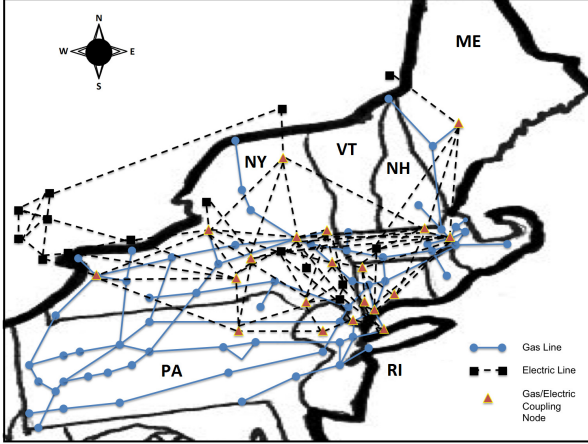 N
W E
S
ME
NY
VT
NH
PA
RI
Gas Line
Electric Line
Gas/Electric
Coupling
Node